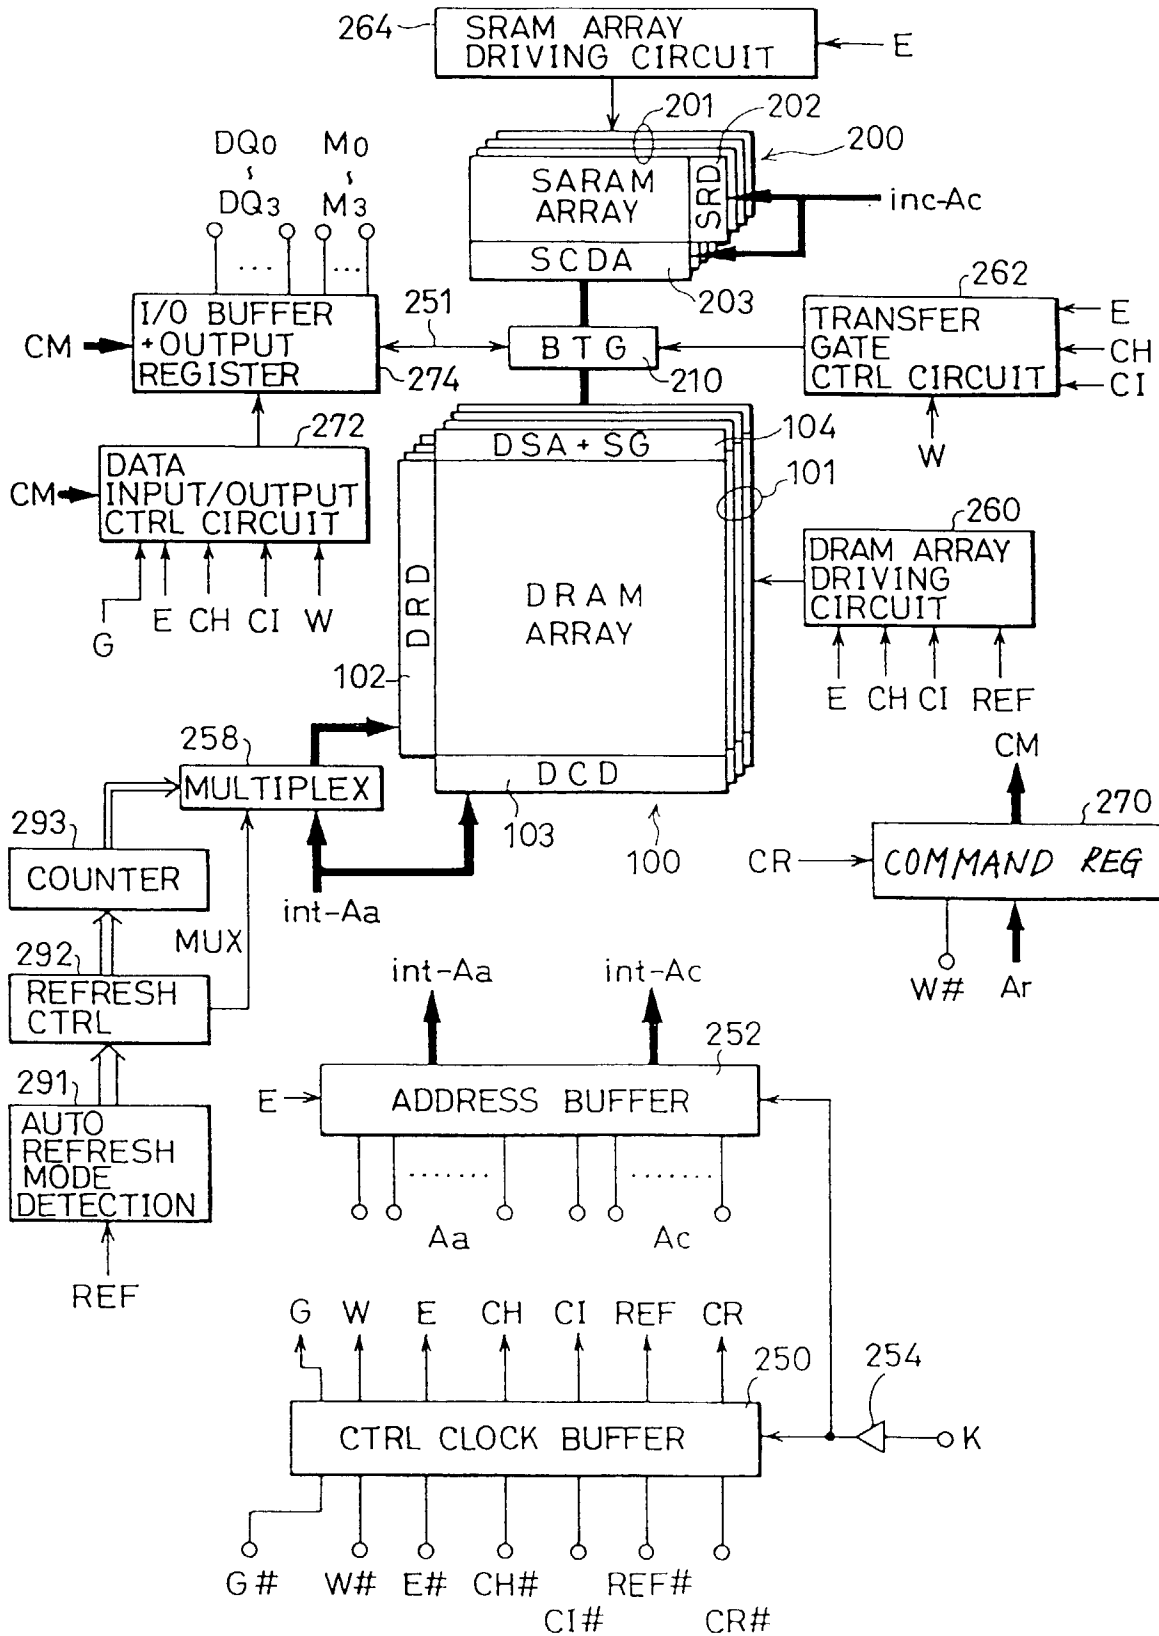 264
SRAM ARRAY
DRIVING CIRCUIT
E
201
202
200
DQ0
~
DQ3
M0
~
M3
SARAM
ARRAY
SRD
inc-Ac
SCDA
203
262
I/O BUFFER
+OUTPUT
REGISTER
CM
274
251
BTG
210
TRANSFER
GATE
CTRL CIRCUIT
E
CH
CI
W
272
DATA
INPUT/OUTPUT
CTRL CIRCUIT
CM
G
E
CH
CI
W
DSA+SG
104
101
DRD
102
DRAM
ARRAY
260
DRAM ARRAY
DRIVING
CIRCUIT
E
CH
CI
REF
258
MULTIPLEX
DCD
103
100
CM
270
CR
COMMAND REG
W#
Ar
293
COUNTER
int-Aa
MUX
292
REFRESH
CTRL
int-Aa
int-Ac
252
E
ADDRESS BUFFER
291
AUTO
REFRESH
MODE
DETECTION
REF
........
........
Aa
Ac
G
W
E
CH
CI
REF
CR
250
254
CTRL CLOCK BUFFER
K
G#
W#
E#
CH#
CI#
REF#
CR#